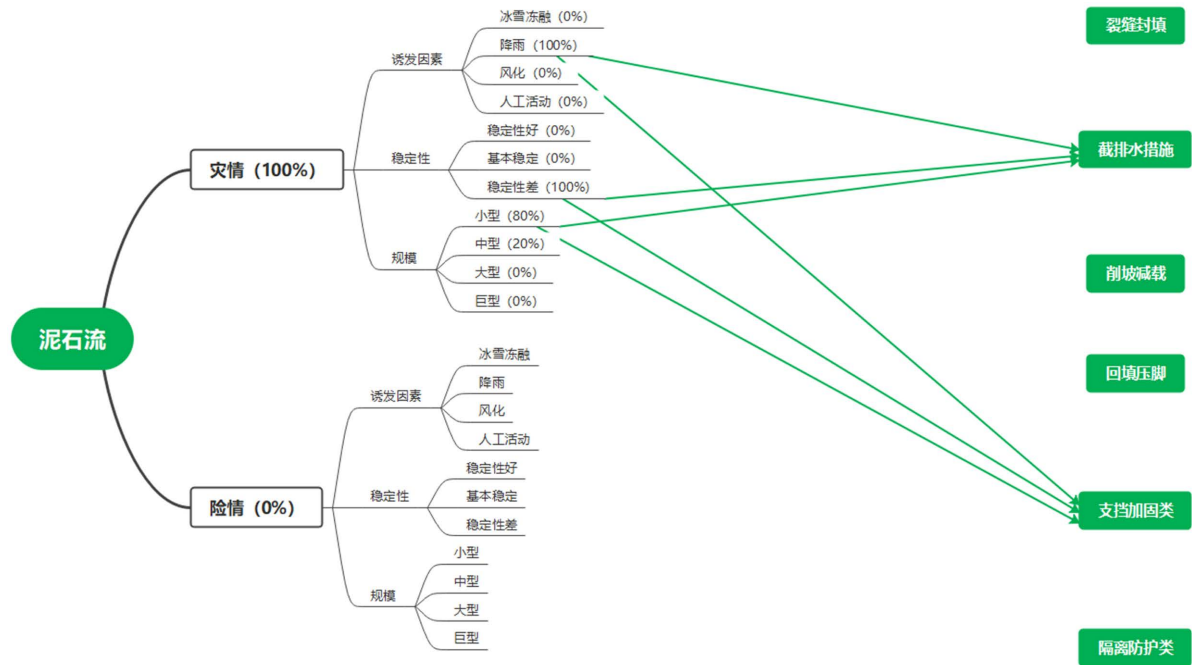 泥石流
灾情（100%）
诱发因素
冰雪冻融（0%）
降雨（100%）
风化（0%）
人工活动（0%）
稳定性
稳定性好（0%）
基本稳定（0%）
稳定性差（100%）
规模
小型（80%）
中型（20%）
大型（0%）
巨型（0%）
险情（0%）
诱发因素
冰雪冻融
降雨
风化
人工活动
稳定性
稳定性好
基本稳定
稳定性差
规模
小型
中型
大型
巨型
裂缝封填
截排水措施
削坡减载
回填压脚
支挡加固类
隔离防护类